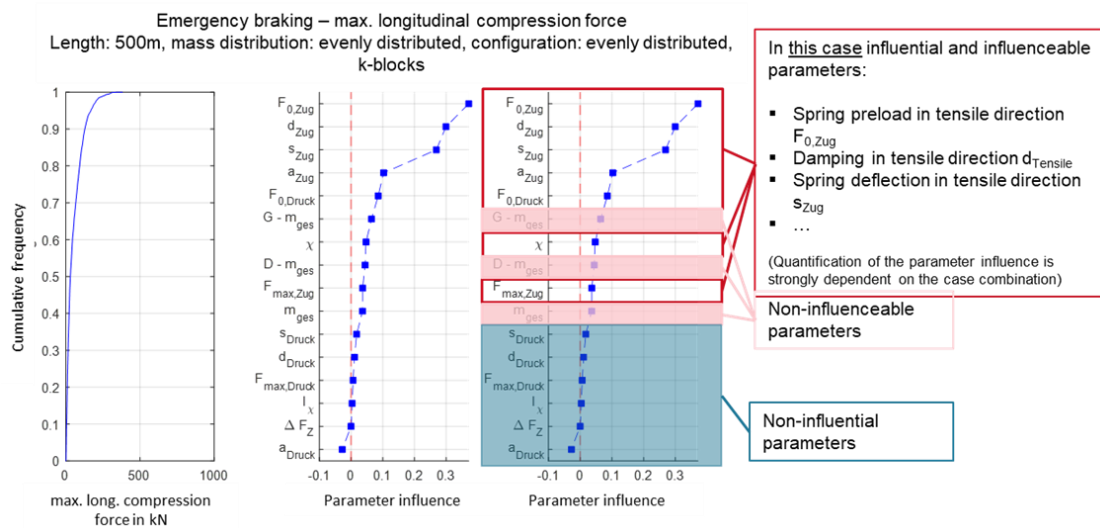 Emergency braking – max. longitudinal compression force
Length: 500m, mass distribution: evenly distributed, configuration: evenly distributed,
k-blocks
Cumulative frequency
1
0.9
0.8
0.7
0.6
0.5
0.4
0.3
0.2
0.1
0
0
500
1000
max. long. compression
force in kN
F0,Zug
dZug
sZug
aZug
F0,Druck
G - mges
χ
D - mges
Fmax,Zug
mges
sDruck
dDruck
Fmax,Druck
Iχ
Δ FZ
aDruck
-0.1
0
0.1
0.2
0.3
Parameter influence
F0,Zug
dZug
sZug
aZug
F0,Druck
G - mges
χ
D - mges
Fmax,Zug
mges
sDruck
dDruck
Fmax,Druck
Iχ
Δ FZ
aDruck
-0.1
0
0.1
0.2
0.3
Parameter influence
In this case influential and influenceable
parameters:
▪ Spring preload in tensile direction
F0,Zug
▪ Damping in tensile direction dTensile
▪ Spring deflection in tensile direction
sZug
▪ …
(Quantification of the parameter influence is
strongly dependent on the case combination)
Non-influenceable
parameters
Non-influential
parameters